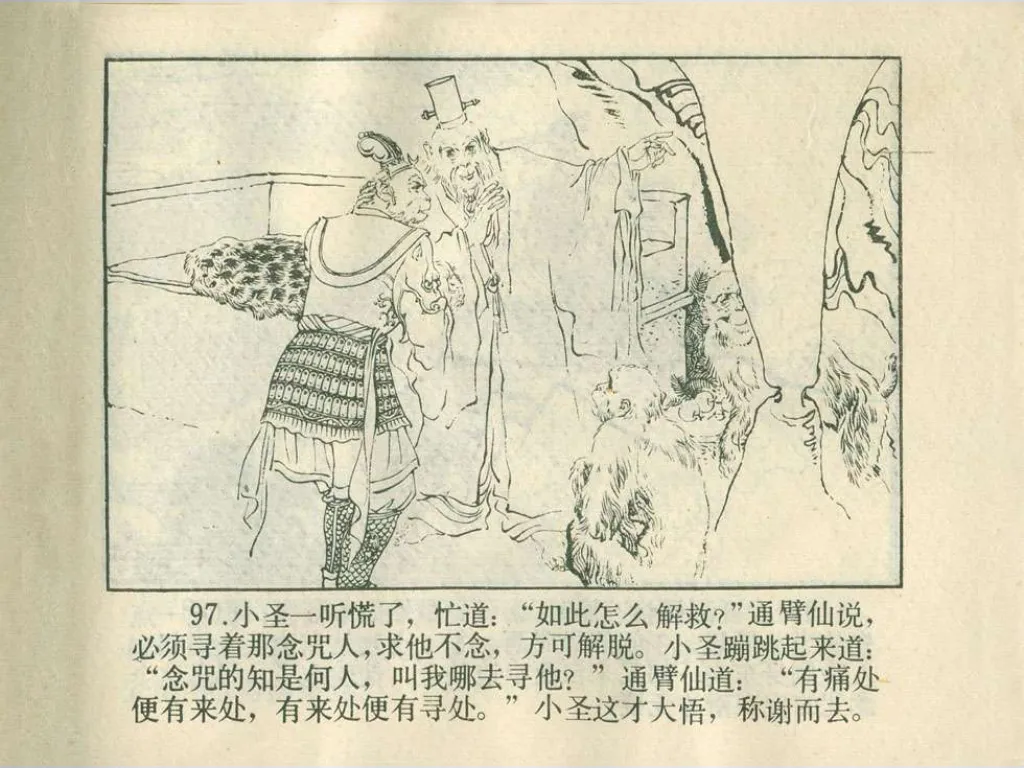 97.小圣一听慌了，忙道：“如此怎么解救?”通臂仙说，
必须寻着那念咒人，求他不念，方可解脱。小圣蹦跳起来道：
“念咒的知是何人，叫我哪去寻他？”通臂仙道：“有痛处
便有来处，有来处便有寻处。”小圣这才大悟，称谢而去。